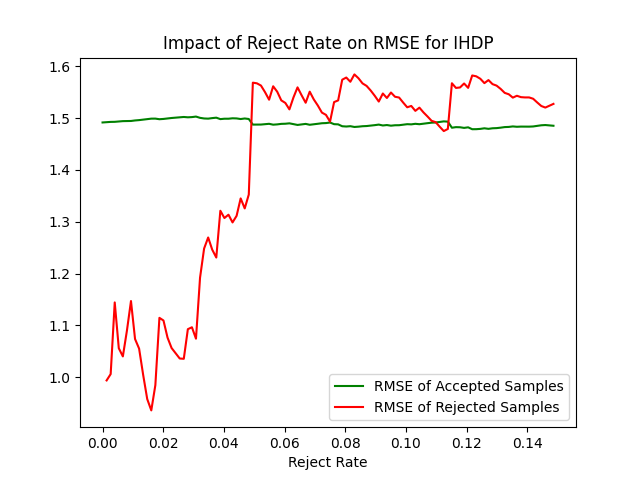 Impact of Reject Rate on RMSE for IHDP
1.6
1.5
1.4
1.3
1.2
1.1
1.0
RMSE of Accepted Samples
RMSE of Rejected Samples
0.00 0.02 0.04 0.06 0.08 0.10 0.12 0.14
Reject Rate